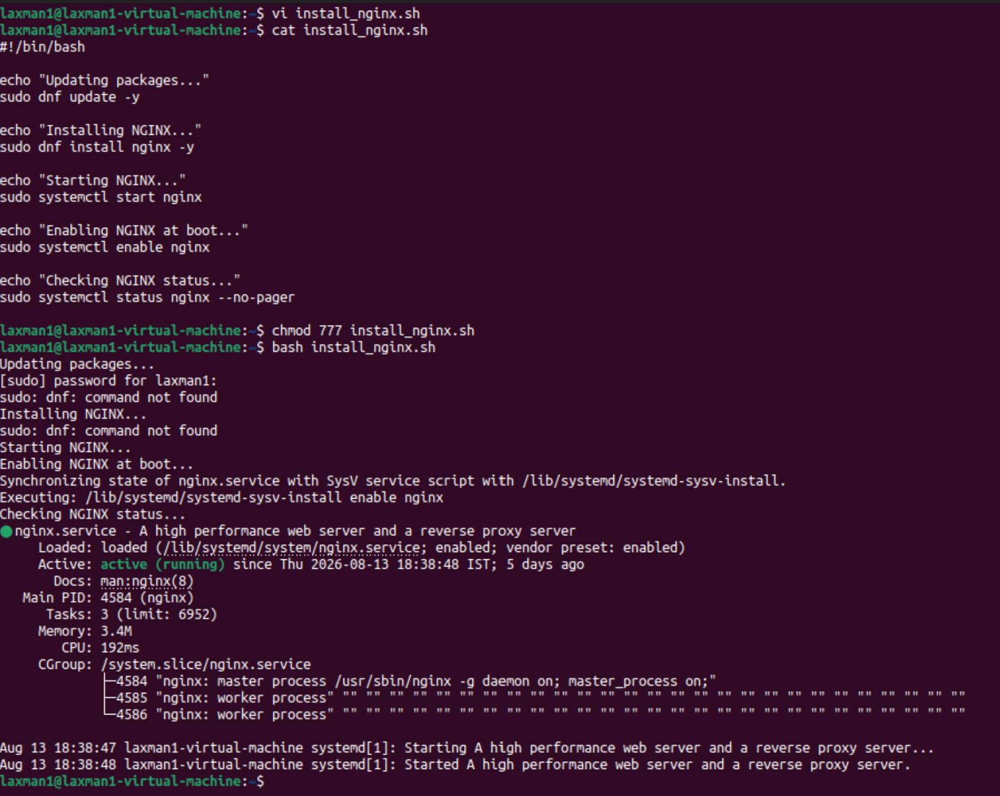 laxman1@laxman1-virtual-machine:~$ vi install_nginx.sh
laxman1@laxman1-virtual-machine:~$ cat install_nginx.sh
#!/bin/bash
echo "Updating packages..."
sudo dnf update -y
echo "Installing NGINX..."
sudo dnf install nginx -y
echo "Starting NGINX..."
sudo systemctl start nginx
echo "Enabling NGINX at boot..."
sudo systemctl enable nginx
echo "Checking NGINX status..."
sudo systemctl status nginx --no-pager
laxman1@laxman1-virtual-machine:~$ chmod 777 install_nginx.sh
laxman1@laxman1-virtual-machine:~$ bash install_nginx.sh
Updating packages...
[sudo] password for laxman1:
sudo: dnf: command not found
Installing NGINX...
sudo: dnf: command not found
Starting NGINX...
Enabling NGINX at boot...
Synchronizing state of nginx.service with SysV service script with /lib/systemd/systemd-sysv-install.
Executing: /lib/systemd/systemd-sysv-install enable nginx
Checking NGINX status...
● nginx.service - A high performance web server and a reverse proxy server
Loaded: loaded (/lib/systemd/system/nginx.service; enabled; vendor preset: enabled)
Active: active (running) since Thu 2026-08-13 18:38:48 IST; 5 days ago
Docs: man:nginx(8)
Main PID: 4584 (nginx)
Tasks: 3 (limit: 6952)
Memory: 3.4M
CPU: 192ms
CGroup: /system.slice/nginx.service
├─4584 "nginx: master process /usr/sbin/nginx -g daemon on; master_process on;"
├─4585 "nginx: worker process" "" "" "" "" "" "" "" "" "" "" "" "" "" "" "" "" "" "" "" "" "" "" "" "" "" "" ""
└─4586 "nginx: worker process" "" "" "" "" "" "" "" "" "" "" "" "" "" "" "" "" "" "" "" "" "" "" "" "" "" "" ""
Aug 13 18:38:47 laxman1-virtual-machine systemd[1]: Starting A high performance web server and a reverse proxy server...
Aug 13 18:38:48 laxman1-virtual-machine systemd[1]: Started A high performance web server and a reverse proxy server.
laxman1@laxman1-virtual-machine:~$